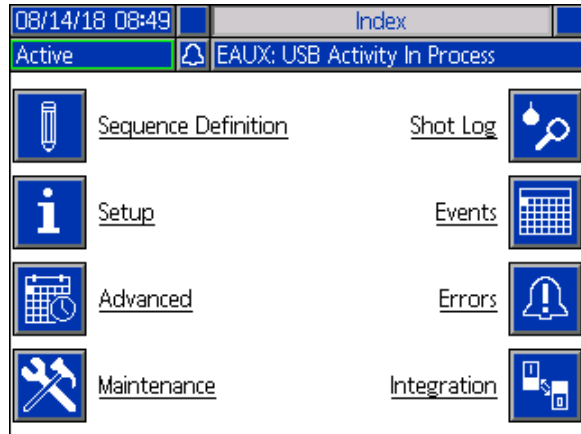 08/14/18 08:49 Index
Active EAUX: USB Activity In Process
Sequence Definition Shot Log
Setup Events
Advanced Errors
Maintenance Integration